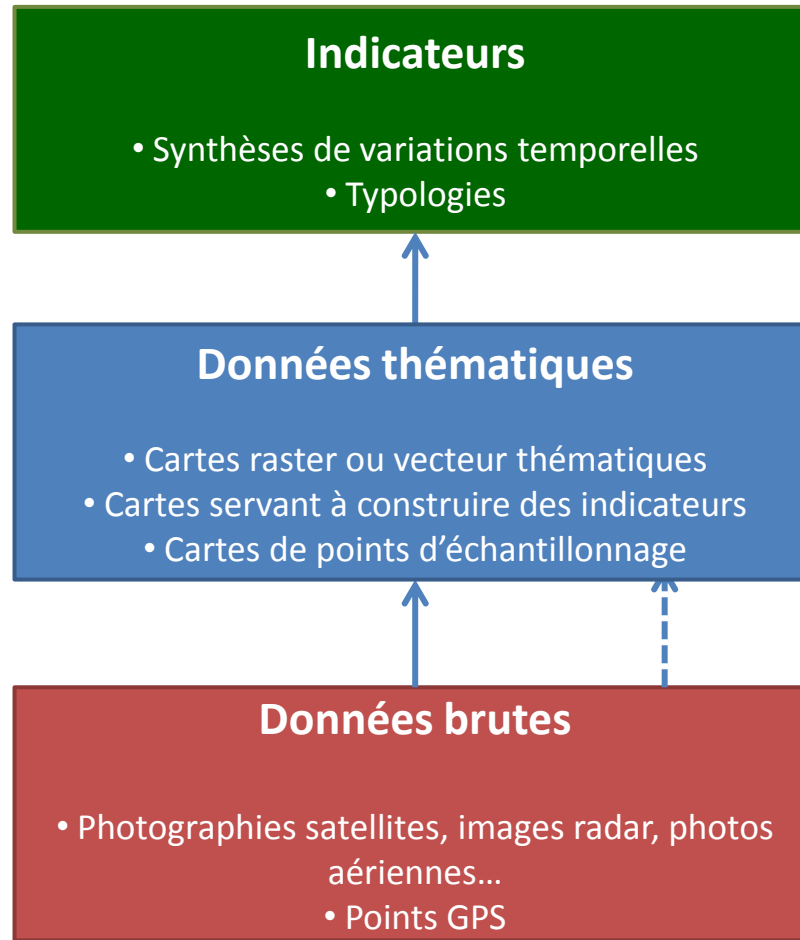 Indicateurs
• Synthèses de variations temporelles
• Typologies
Données thématiques
• Cartes raster ou vecteur thématiques
• Cartes servant à construire des indicateurs
• Cartes de points d’échantillonnage
Données brutes
• Photographies satellites, images radar, photos
aériennes…
• Points GPS